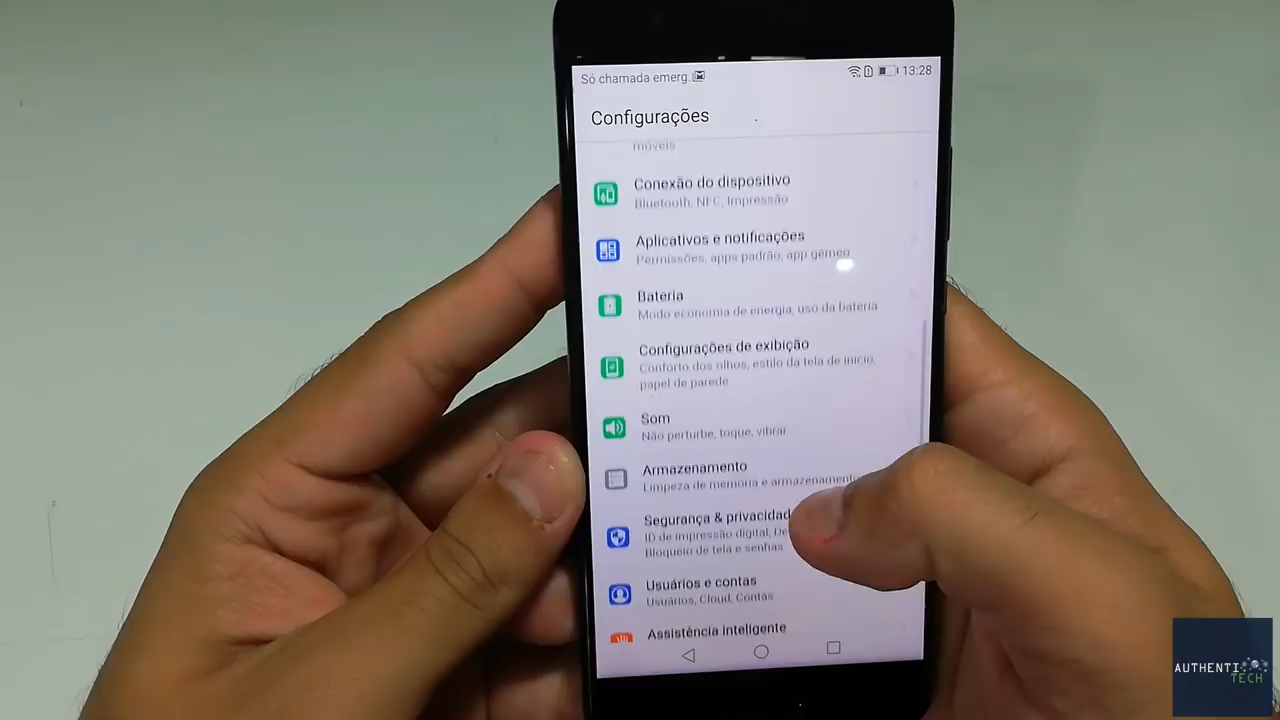 Só chamada emerg.
13:28
Configurações
móveis
Conexão do dispositivo
Bluetooth, NFC, Impressão
Aplicativos e notificações
Permissões, apps padrão, app gêmeo
Bateria
Modo economia de energia, uso da bateria
Configurações de exibição
Conforto dos olhos, estilo da tela de início,
papel de parede
Som
Não perturbe, toque, vibrar
Armazenamento
Limpeza de memória e armazenamento
Segurança & privacidad
ID de impressão digital, De
Bloqueio de tela e senhas
Usuários e contas
Usuários, Cloud, Contas
Assistência inteligente
AUTHENTI
TECH